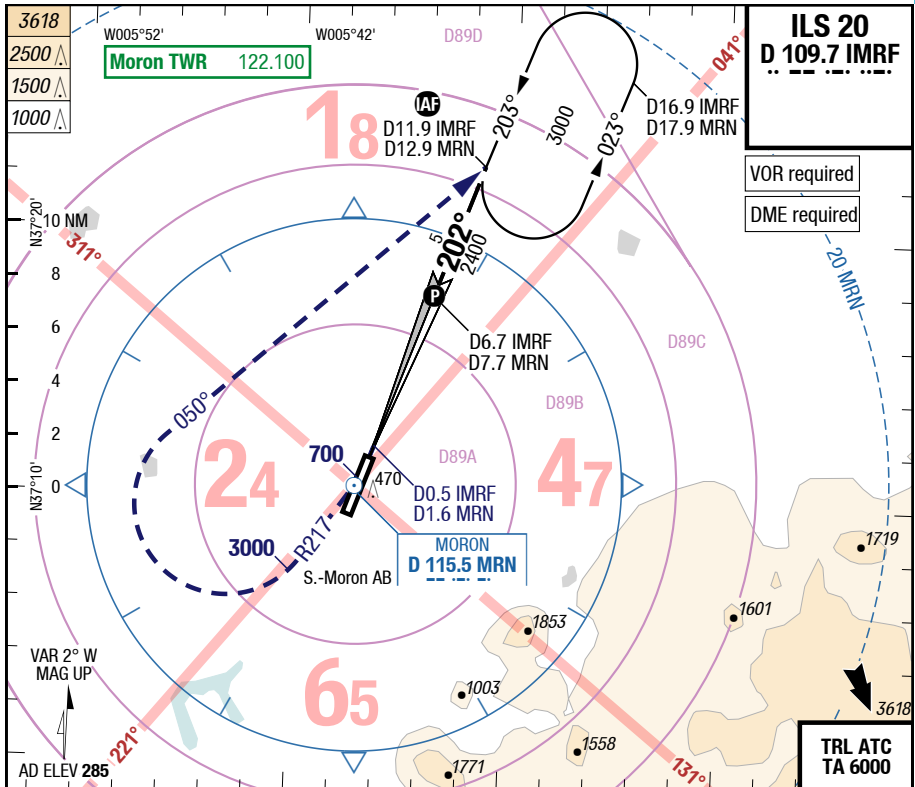 3618
2500
1500
1000
W005°52'
W005°42'
D89D
Moron TWR 122.100
ILS 20
D 109.7 IMRF
VOR required
DME required
041°
IAF
D11.9 IMRF
D12.9 MRN
203°
3000
023°
D16.9 IMRF
D17.9 MRN
18
N37°20'
10 NM
311°
8
6
4
2
0
N37°10'
5
202°
2400
20 MRN
P
D6.7 IMRF
D7.7 MRN
D89C
D89B
D89A
050°
700
24
470
47
D0.5 IMRF
D1.6 MRN
R217
3000
S.-Moron AB
MORON
D 115.5 MRN
1719
1601
1853
1003
1558
1771
65
VAR 2° W
MAG UP
221°
131°
AD ELEV 285
3618
TRL ATC
TA 6000